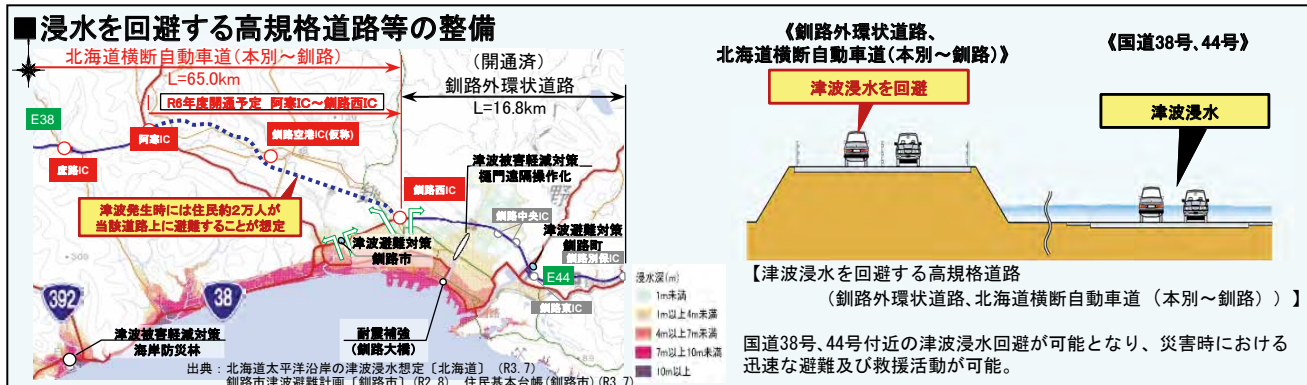 ■浸水を回避する高規格道路等の整備
北海道横断自動車道(本別～釧路)
L=65.0km
(開通済)
釧路外環状道路
L=16.8km
R6年度開通予定 阿寒IC～釧路西IC
E38
阿寒IC
釧路空港IC(仮称)
庶路IC
津波被害軽減対策
樋門遠隔操作化
釧路西IC
津波発生時には住民約2万人が
当該道路上に避難することが想定
釧路中央IC
津波避難対策
釧路市
津波避難対策
釧路町
釧路別保IC
E44
釧路東IC
392
38
津波被害軽減対策
海岸防災林
耐震補強
(釧路大橋)
浸水深(m)
1m未満
1m以上4m未満
4m以上7m未満
7m以上10m未満
10m以上
出典：北海道太平洋沿岸の津波浸水想定〔北海道〕(R3.7)
釧路市津波避難計画〔釧路市〕(R2.8) 住民基本台帳(釧路市)(R3.7)
《釧路外環状道路、
北海道横断自動車道(本別～釧路)》
《国道38号、44号》
津波浸水を回避
津波浸水
【津波浸水を回避する高規格道路
(釧路外環状道路、北海道横断自動車道（本別～釧路）)】
国道38号、44号付近の津波浸水回避が可能となり、災害時における
迅速な避難及び救援活動が可能。